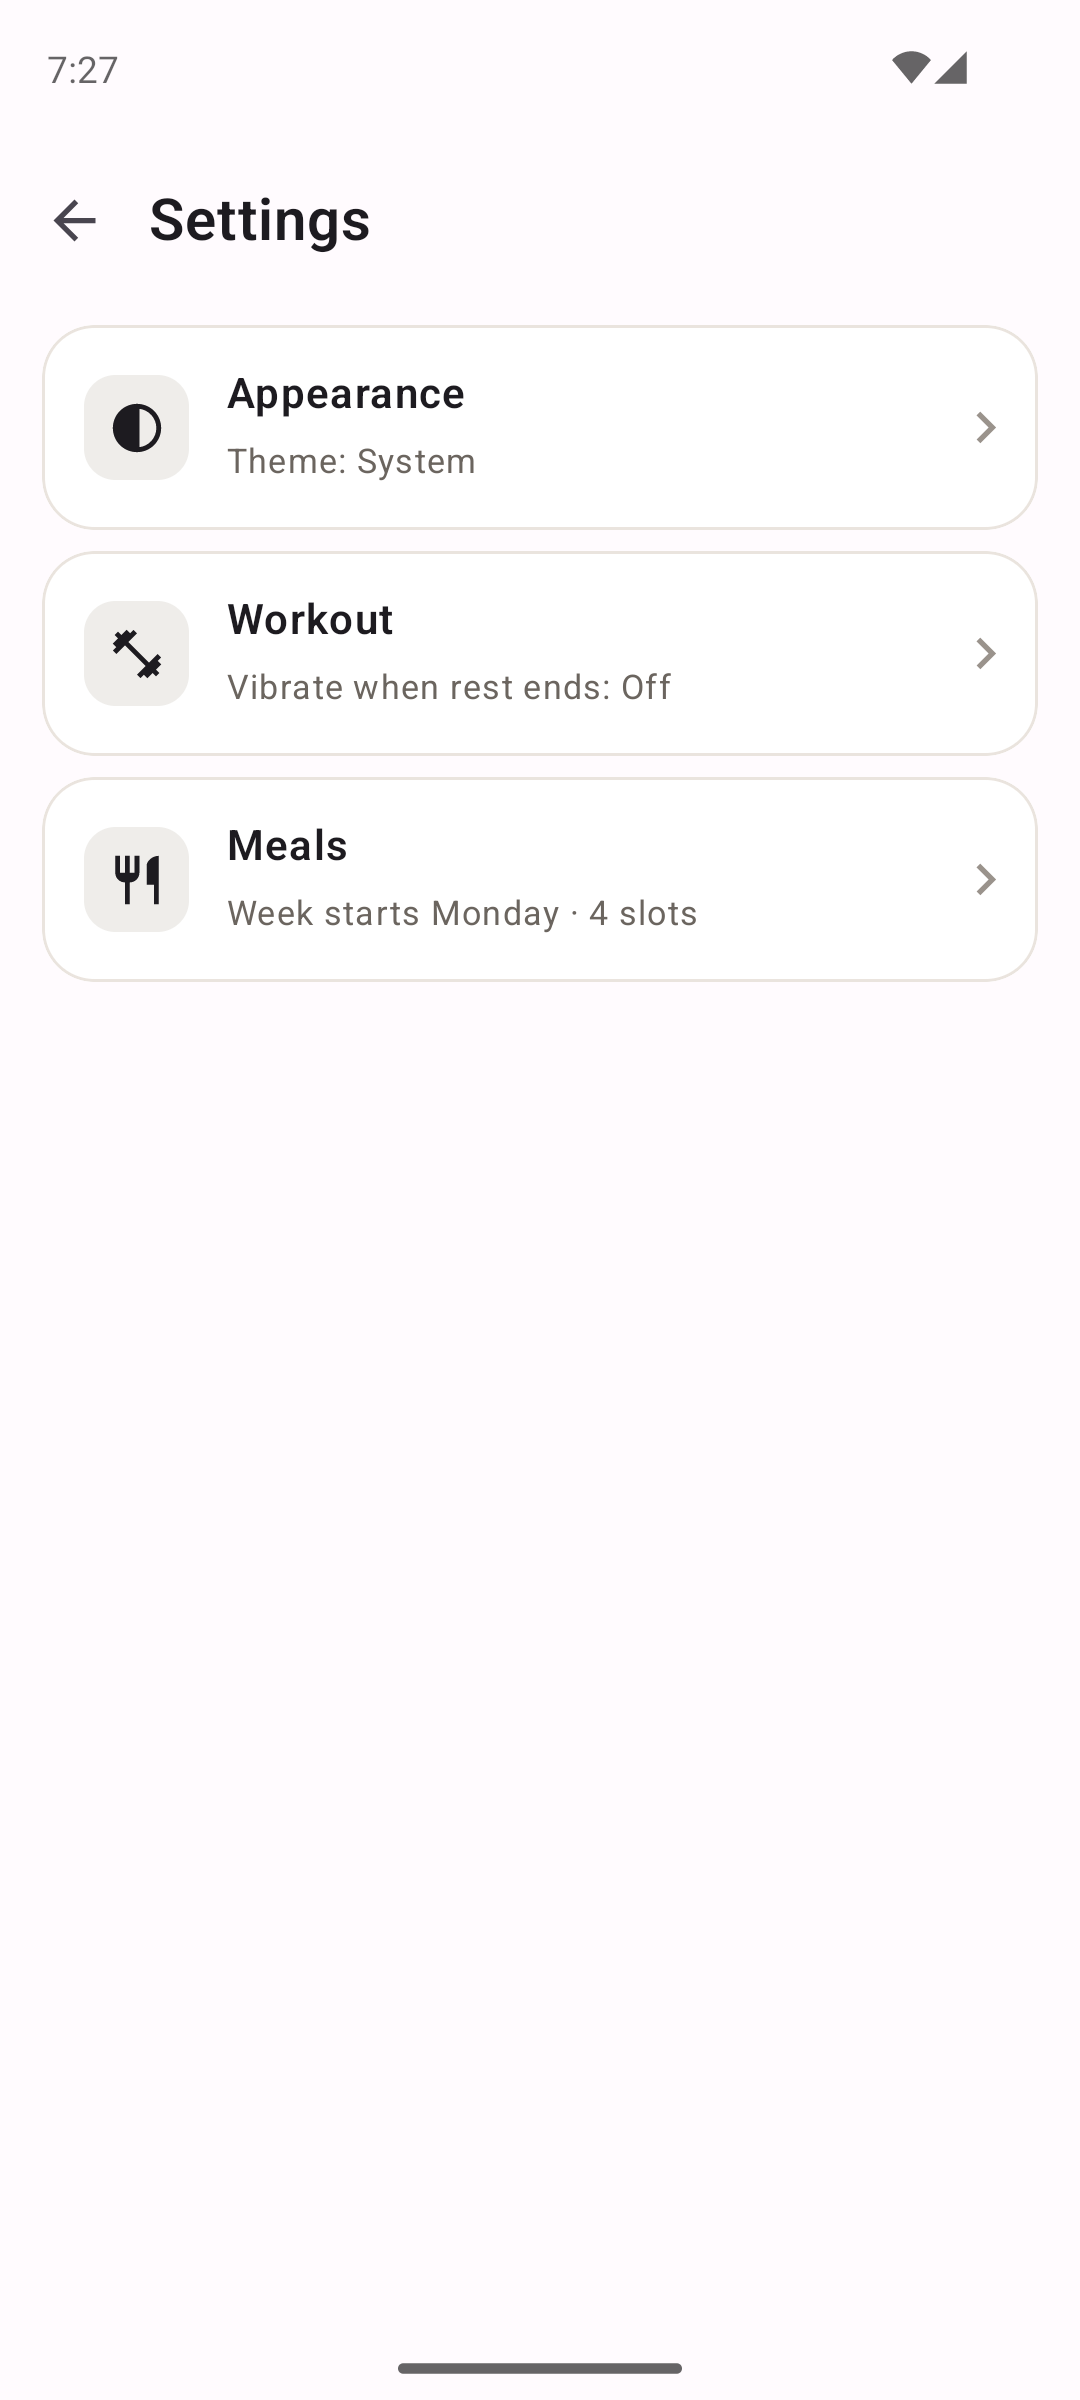 7:27
Settings
Appearance
Theme: System
Workout
Vibrate when rest ends: Off
Meals
Week starts Monday · 4 slots